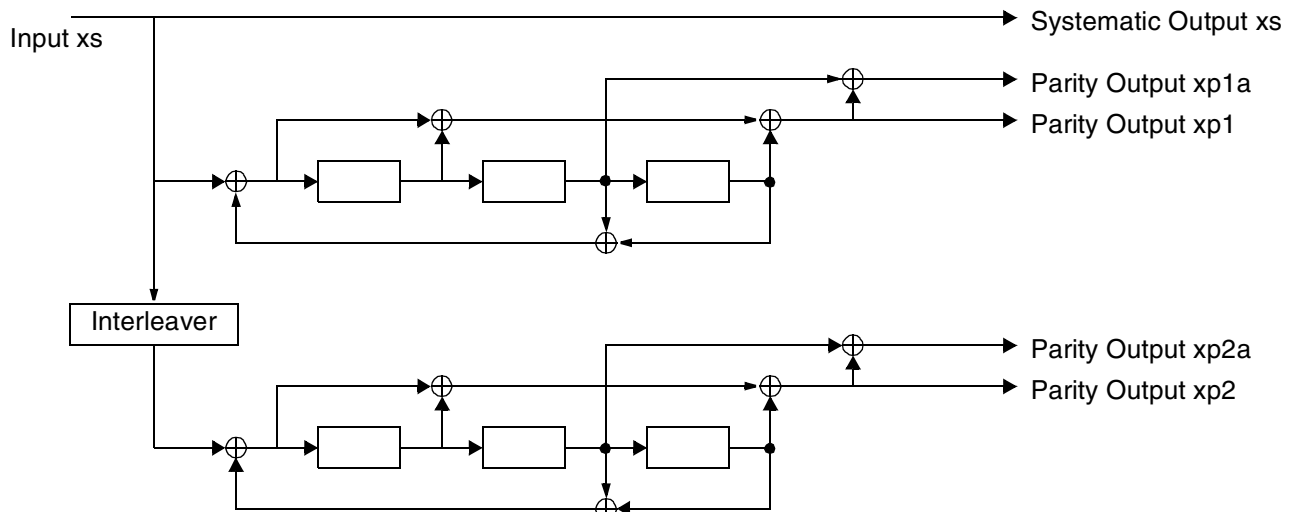 Input xs
Systematic Output xs
Parity Output xp1a
Parity Output xp1
Interleaver
Parity Output xp2a
Parity Output xp2